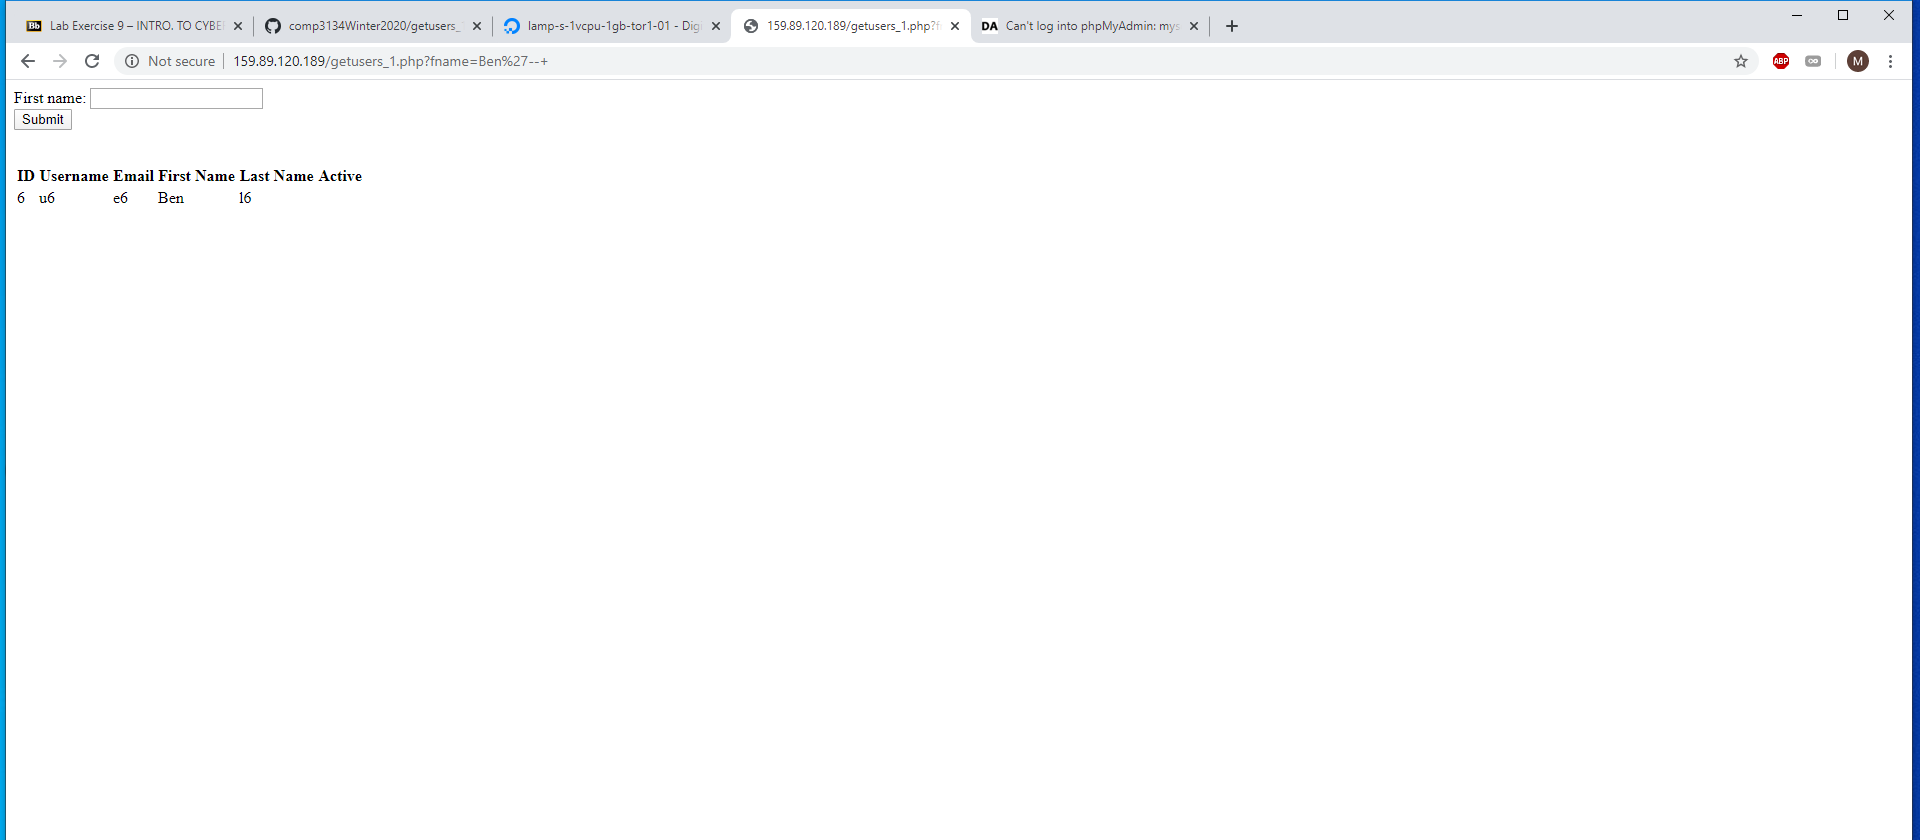 Bb Lab Exercise 9 – INTRO. TO CYBE
comp3134Winter2020/getusers_
lamp-s-1vcpu-1gb-tor1-01 - Dig
159.89.120.189/getusers_1.php?f
DA Can't log into phpMyAdmin: mys
Not secure 159.89.120.189/getusers_1.php?fname=Ben%27--+
ABP
M
First name:
Submit
ID Username Email First Name Last Name Active
6 u6 e6 Ben l6